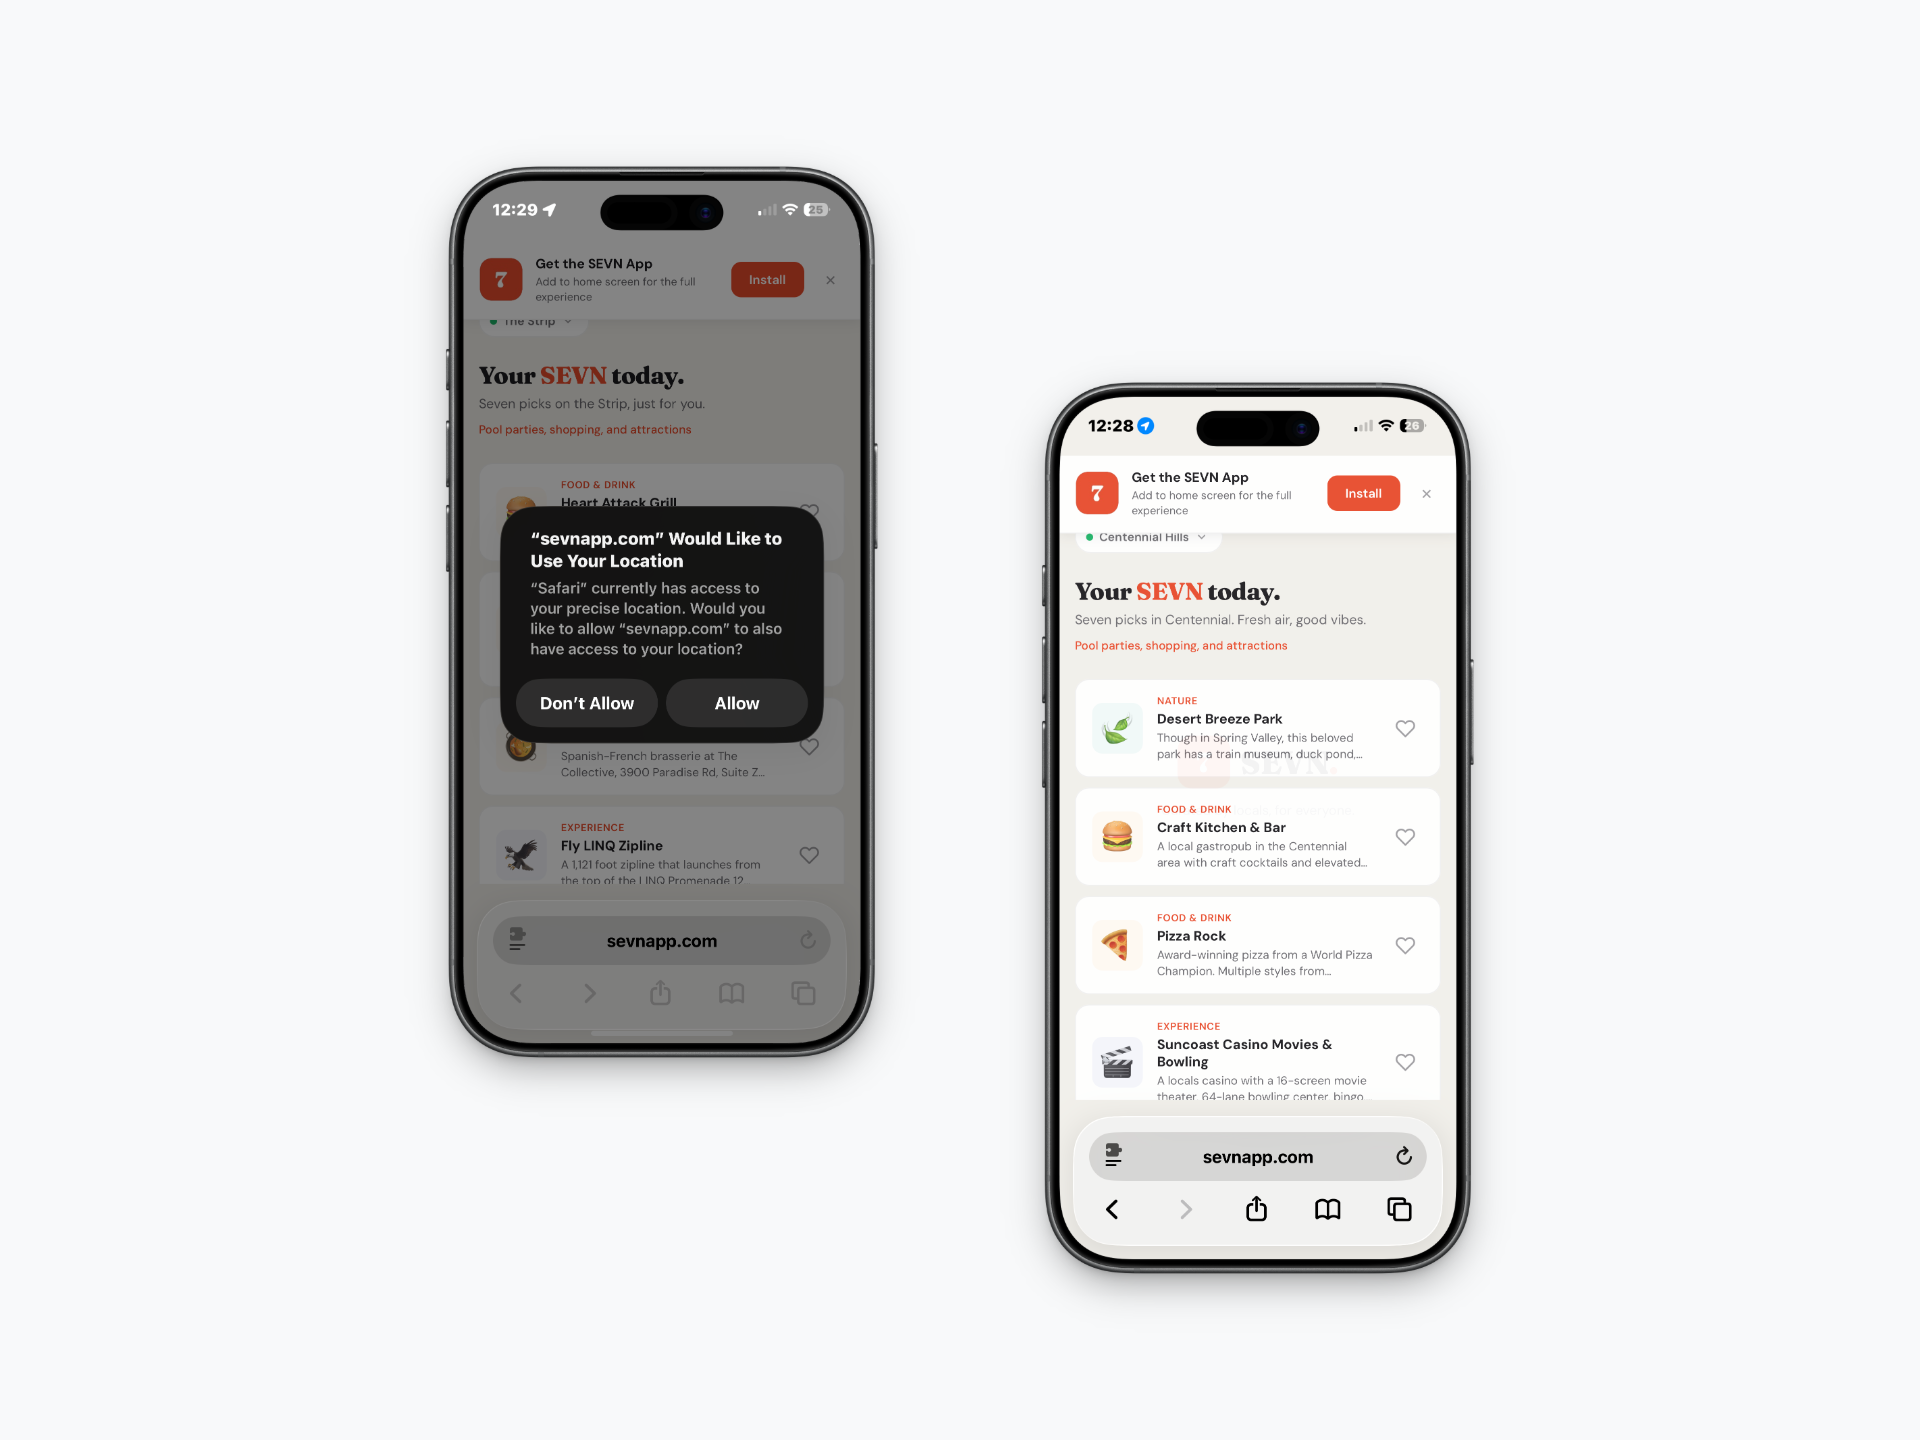 12:29
25
7
Get the SEVN App
Add to home screen for the full
experience
Install
The Strip
Your SEVN today.
Seven picks on the Strip, just for you.
Pool parties, shopping, and attractions
FOOD & DRINK
Heart Attack Grill
“sevnapp.com” Would Like to
Use Your Location
“Safari” currently has access to
your precise location. Would you
like to allow “sevnapp.com” to also
have access to your location?
Don’t Allow
Allow
Spanish-French brasserie at The
Collective, 3900 Paradise Rd, Suite Z...
EXPERIENCE
Fly LINQ Zipline
A 1,121 foot zipline that launches from
the top of the LINQ Promenade 12
sevnapp.com
12:28
26
7
Get the SEVN App
Add to home screen for the full
experience
Install
Centennial Hills
Your SEVN today.
Seven picks in Centennial. Fresh air, good vibes.
Pool parties, shopping, and attractions
NATURE
Desert Breeze Park
Though in Spring Valley, this beloved
park has a train museum, duck pond,...
SEVN.
locals, for everyone
FOOD & DRINK
Craft Kitchen & Bar
A local gastropub in the Centennial
area with craft cocktails and elevated...
FOOD & DRINK
Pizza Rock
Award-winning pizza from a World Pizza
Champion. Multiple styles from...
EXPERIENCE
Suncoast Casino Movies &
Bowling
A locals casino with a 16-screen movie
theater, 64-lane bowling center, bingo
sevnapp.com